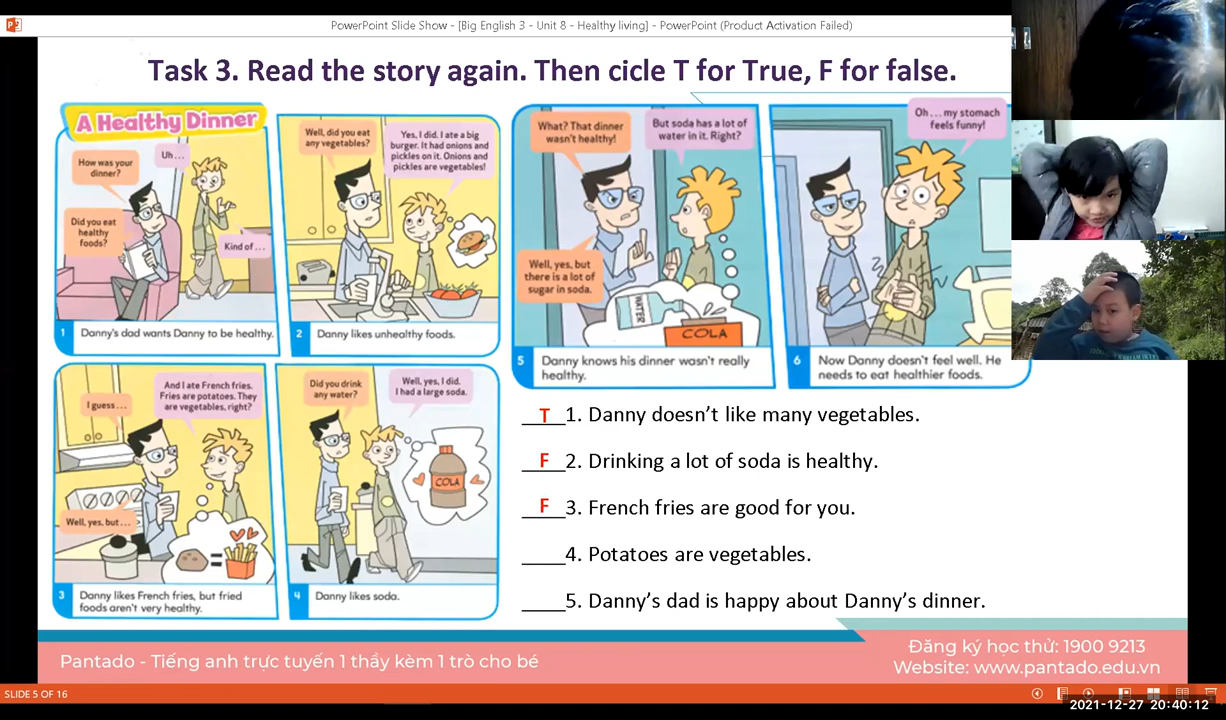 PowerPoint Slide Show - [Big English 3 - Unit 8 - Healthy living] - PowerPoint (Product Activation Failed)
Task 3. Read the story again. Then cicle T for True, F for false.
A Healthy Dinner
How was your
dinner?
Uh...
Did you eat
healthy
foods?
Kind of...
1 Danny's dad wants Danny to be healthy.
Well, did you eat
any vegetables?
Yes, I did. I ate a big
burger. It had onions and
pickles on it. Onions and
pickles are vegetables!
2 Danny likes unhealthy foods.
I guess...
And I ate French fries.
Fries are potatoes. They
are vegetables, right?
Well, yes, but...
3 Danny likes French fries, but fried
foods aren't very healthy.
Did you drink
any water?
Well, yes, I did.
I had a large soda.
COLA
4 Danny likes soda.
What? That dinner
wasn't healthy!
But soda has a lot of
water in it. Right?
Well, yes, but
there is a lot of
sugar in soda.
WATER
COLA
5 Danny knows his dinner wasn't really
healthy.
Oh... my stomach
feels funny!
6 Now Danny doesn't feel well. He
needs to eat healthier foods.
__T__1. Danny doesn't like many vegetables.
__F__2. Drinking a lot of soda is healthy.
__F__3. French fries are good for you.
____4. Potatoes are vegetables.
____5. Danny's dad is happy about Danny's dinner.
Pantado - Tiếng anh trực tuyến 1 thầy kèm 1 trò cho bé
Đăng ký học thử: 1900 9213
Website: www.pantado.edu.vn
SLIDE 5 OF 16
2021-12-27 20:40:12